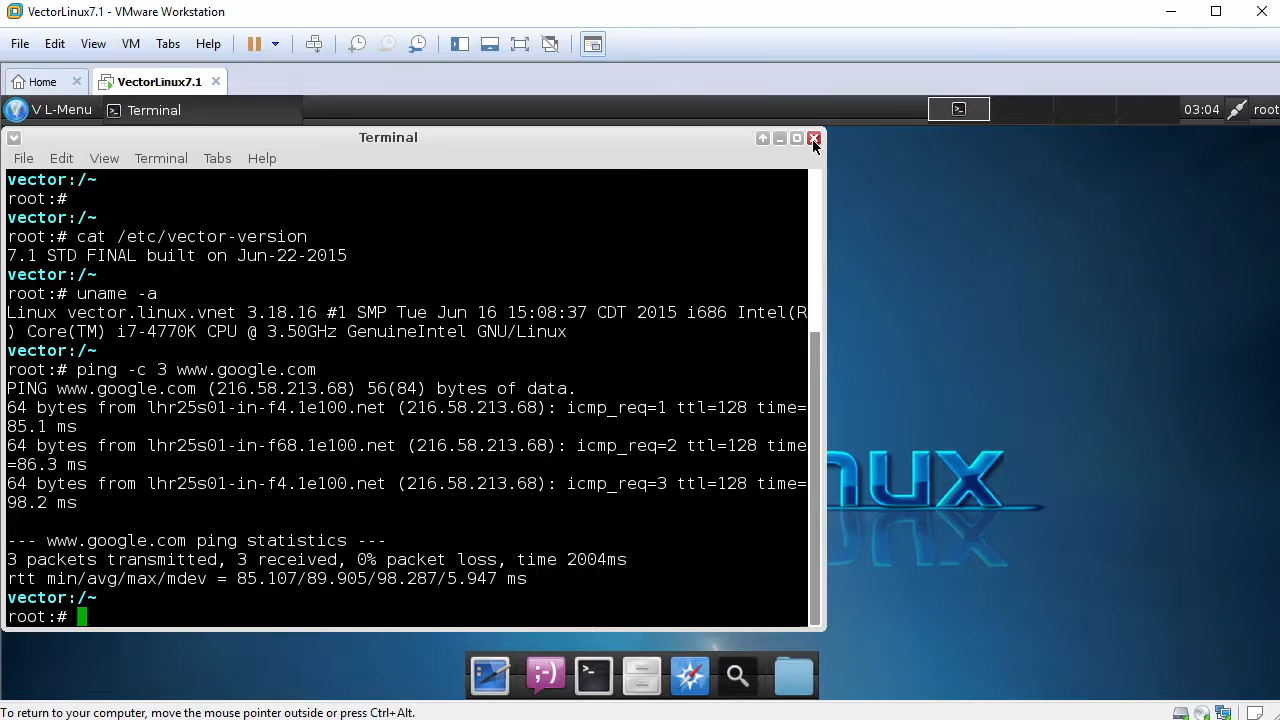 VectorLinux7.1 - VMware Workstation
File Edit View VM Tabs Help
Home VectorLinux7.1
V L-Menu Terminal 03:04 root
Terminal
File Edit View Terminal Tabs Help
vector:/~
root:#
vector:/~
root:# cat /etc/vector-version
7.1 STD FINAL built on Jun-22-2015
vector:/~
root:# uname -a
Linux vector.linux.vnet 3.18.16 #1 SMP Tue Jun 16 15:08:37 CDT 2015 i686 Intel(R
) Core(TM) i7-4770K CPU @ 3.50GHz GenuineIntel GNU/Linux
vector:/~
root:# ping -c 3 www.google.com
PING www.google.com (216.58.213.68) 56(84) bytes of data.
64 bytes from lhr25s01-in-f4.1e100.net (216.58.213.68): icmp_req=1 ttl=128 time=
85.1 ms
64 bytes from lhr25s01-in-f68.1e100.net (216.58.213.68): icmp_req=2 ttl=128 time
=86.3 ms
64 bytes from lhr25s01-in-f4.1e100.net (216.58.213.68): icmp_req=3 ttl=128 time=
98.2 ms
--- www.google.com ping statistics ---
3 packets transmitted, 3 received, 0% packet loss, time 2004ms
rtt min/avg/max/mdev = 85.107/89.905/98.287/5.947 ms
vector:/~
root:#
nux
;-)
To return to your computer, move the mouse pointer outside or press Ctrl+Alt.